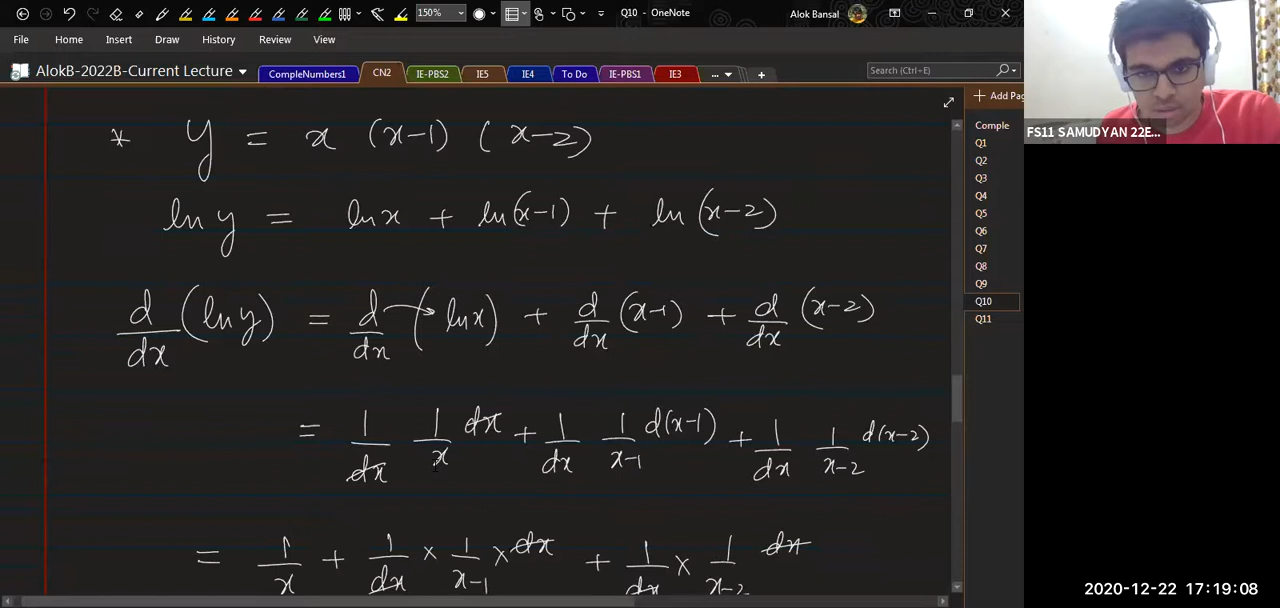 150% Q10 - OneNote Alok Bansal
File Home Insert Draw History Review View
AlokB-2022B-Current Lecture CompleNumbers1 CN2 IE-PBS2 IE5 IE4 To Do IE-PBS1 IE3 ... + Search (Ctrl+E)
+ Add Pag
FS11 SAMUDYAN 22E...
Comple
Q1
Q2
Q3
Q4
Q5
Q6
Q7
Q8
Q9
Q10
Q11
* y = x (x-1) (x-2)
ln y = ln x + ln(x-1) + ln(x-2)
d/dx (ln y) = d/dx (ln x) + d/dx (x-1) + d/dx (x-2)
= 1/dx 1/x dx + 1/dx 1/x-1 d(x-1) + 1/dx 1/x-2 d(x-2)
= 1/x + 1/dx × 1/x-1 × dx + 1/dx × 1/x-2 dx
2020-12-22 17:19:08